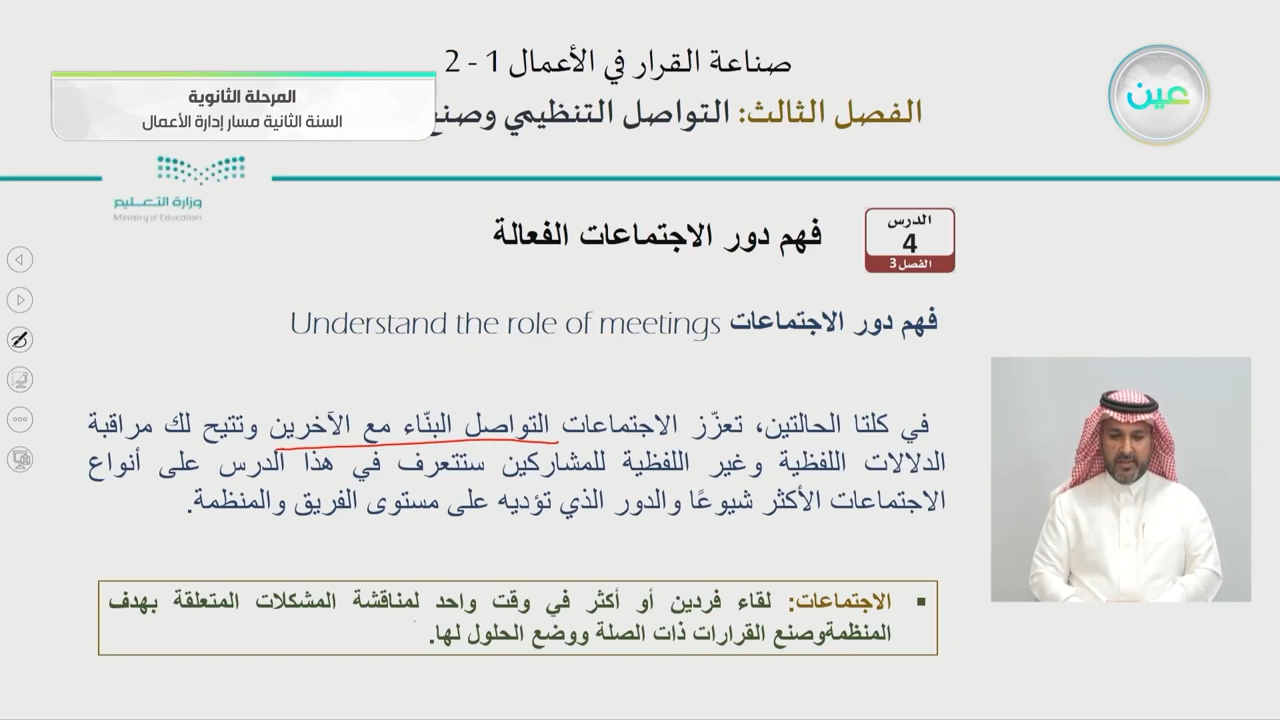 صناعة القرار في الأعمال 1 - 2
المرحلة الثانوية
السنة الثانية مسار إدارة الأعمال
الفصل الثالث: التواصل التنظيمي وصنع
عين
وزارة التعـــليم
Ministry of Education
الدرس
4
الفصل 3
فهم دور الاجتماعات الفعالة
فهم دور الاجتماعات Understand the role of meetings
في كلتا الحالتين، تعزّز الاجتماعات التواصل البنّاء مع الآخرين وتتيح لك مراقبة
الدلالات اللفظية وغير اللفظية للمشاركين ستتعرف في هذا الدرس على أنواع
الاجتماعات الأكثر شيوعًا والدور الذي تؤديه على مستوى الفريق والمنظمة.
▪ الاجتماعات: لقاء فردين أو أكثر في وقت واحد لمناقشة المشكلات المتعلقة بهدف
المنظمةوصنع القرارات ذات الصلة ووضع الحلول لها.